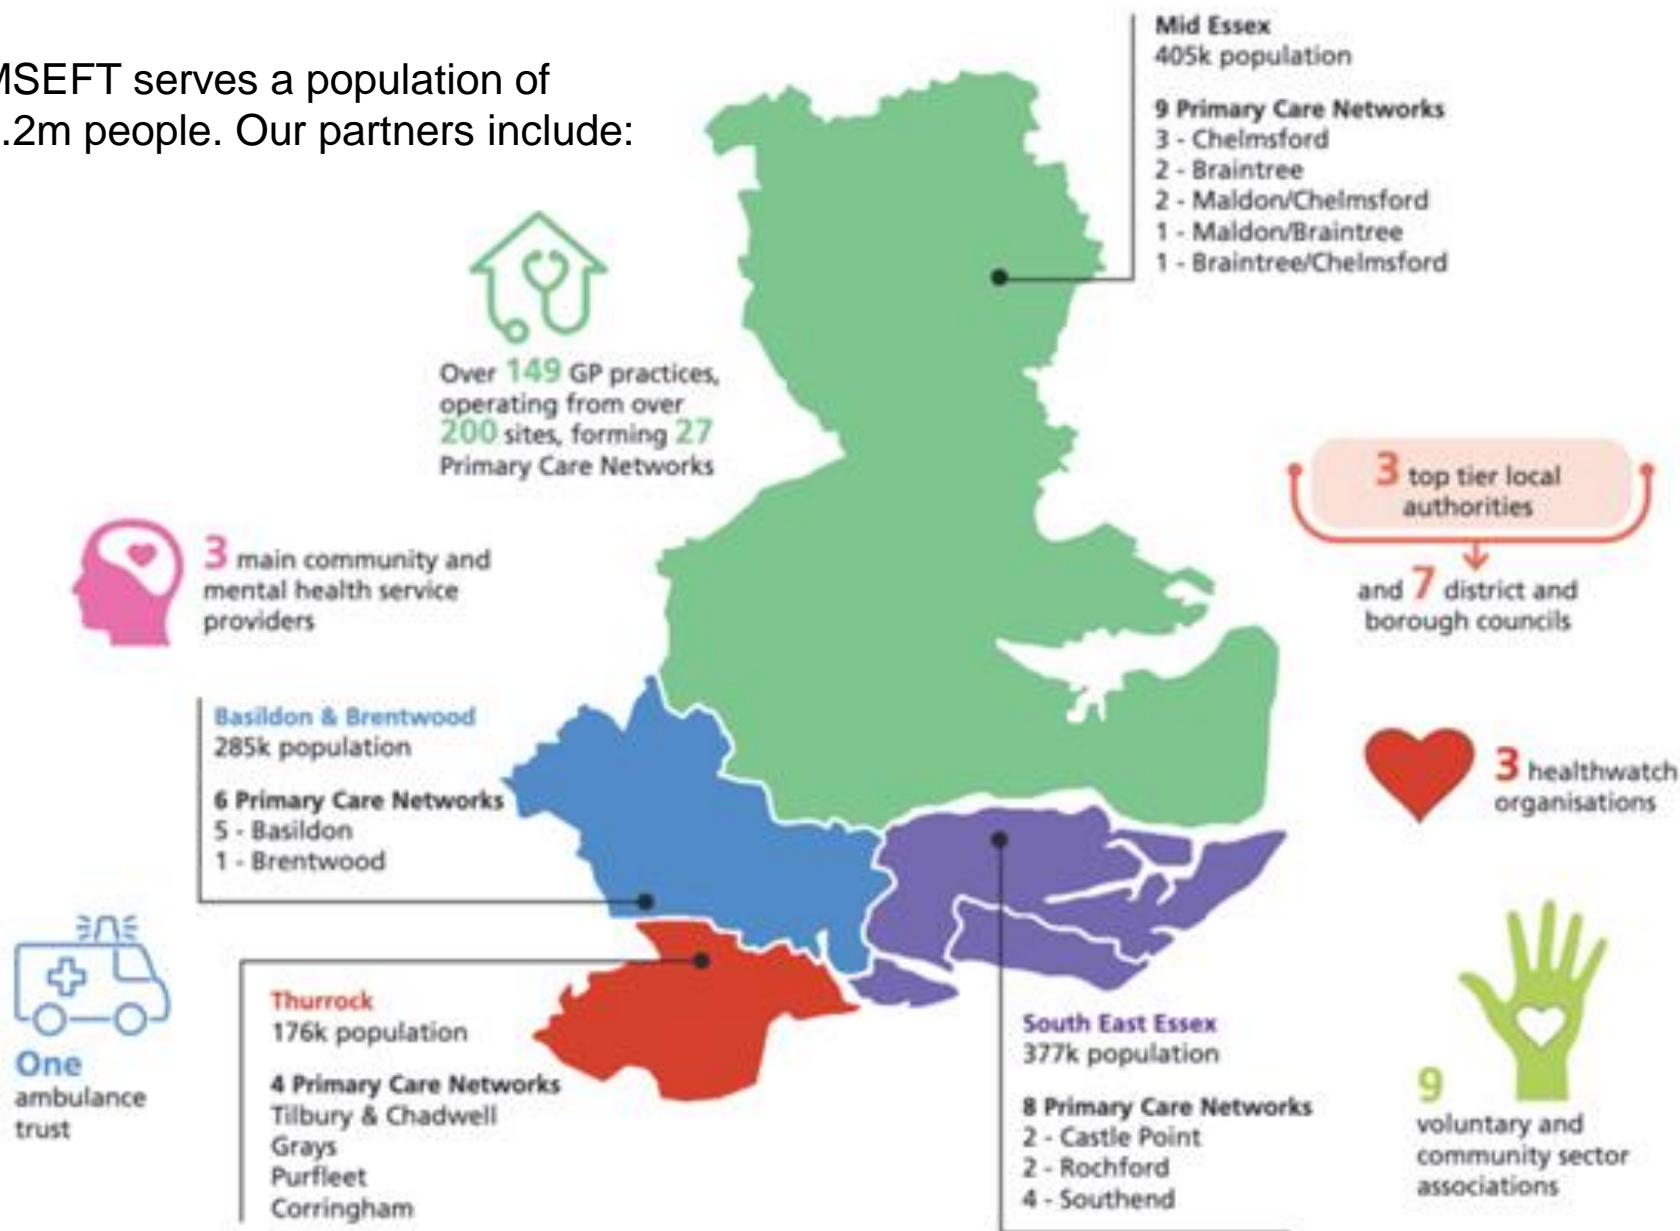 MSEFT serves a population of
.2m people. Our partners include:
Mid Essex
405k population
9 Primary Care Networks
3 - Chelmsford
2 - Braintree
2 - Maldon/Chelmsford
1 - Maldon/Braintree
1 - Braintree/Chelmsford
Over 149 GP practices,
operating from over
200 sites, forming 27
Primary Care Networks
3 top tier local
authorities
and 7 district and
borough councils
3 main community and
mental health service
providers
Basildon & Brentwood
285k population
6 Primary Care Networks
5 - Basildon
1 - Brentwood
3 healthwatch
organisations
One
ambulance
trust
Thurrock
176k population
4 Primary Care Networks
Tilbury & Chadwell
Grays
Purfleet
Corringham
South East Essex
377k population
8 Primary Care Networks
2 - Castle Point
2 - Rochford
4 - Southend
9
voluntary and
community sector
associations